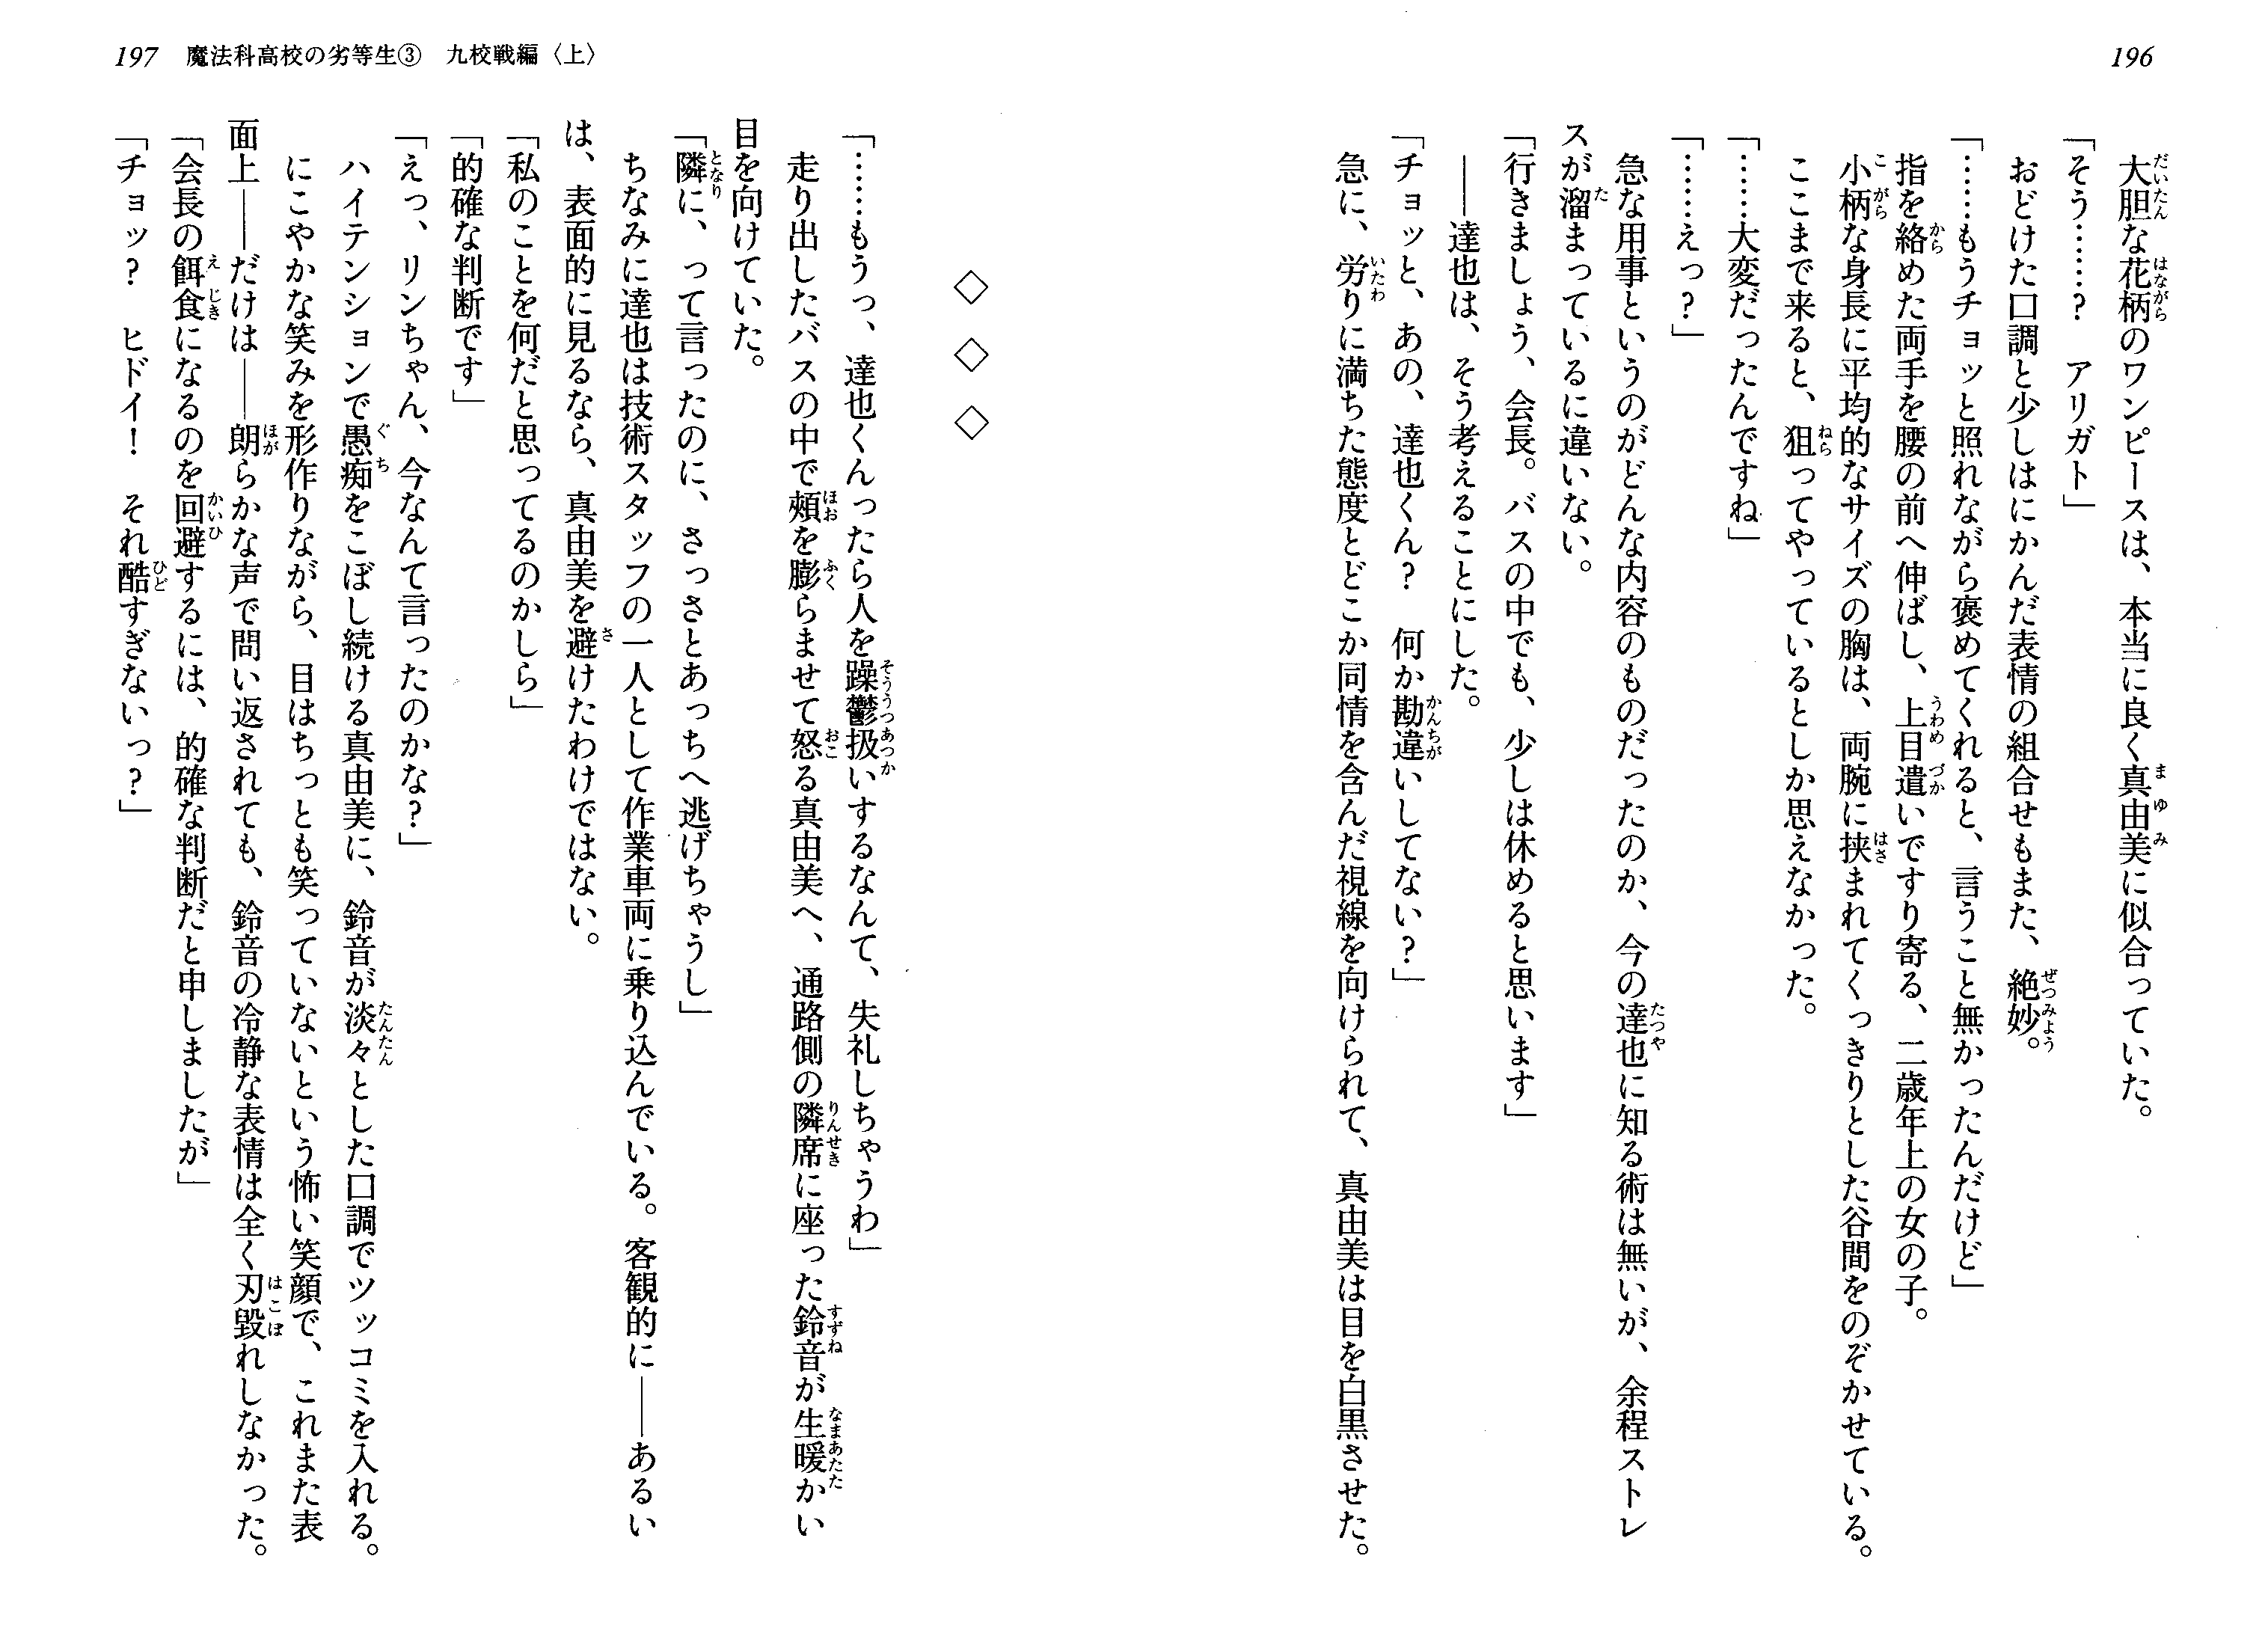 196
大胆な花柄のワンピースは、本当に良く真由美に似合っていた。
「そう……？　アリガト」
おどけた口調と少しはにかんだ表情の組合せもまた、絶妙。
「……もうチョッと照れながら褒めてくれると、言うこと無かったんだけど」
指を絡めた両手を腰の前へ伸ばし、上目遣いですり寄る、二歳年上の女の子。
小柄な身長に平均的なサイズの胸は、両腕に挟まれてくっきりとした谷間をのぞかせている。
ここまで来ると、狙ってやっているとしか思えなかった。
「……大変だったんですね」
「……えっ？」
急な用事というのがどんな内容のものだったのか、今の達也に知る術は無いが、余程ストレ
スが溜まっているに違いない。
「行きましょう、会長。バスの中でも、少しは休めると思います」
――達也は、そう考えることにした。
「チョッと、あの、達也くん？　何か勘違いしてない？」
急に、労りに満ちた態度とどこか同情を含んだ視線を向けられて、真由美は目を白黒させた。
197　魔法科高校の劣等生③　九校戦編〈上〉
◇　◇　◇
「……もうっ、達也くんったら人を躁鬱扱いするなんて、失礼しちゃうわ」
走り出したバスの中で頰を膨らませて怒る真由美へ、通路側の隣席に座った鈴音が生暖かい
目を向けていた。
「隣に、って言ったのに、さっさとあっちへ逃げちゃうし」
ちなみに達也は技術スタッフの一人として作業車両に乗り込んでいる。客観的に――あるい
は、表面的に見るなら、真由美を避けたわけではない。
「私のことを何だと思ってるのかしら」
「的確な判断です」
「えっ、リンちゃん、今なんて言ったのかな？」
ハイテンションで愚痴をこぼし続ける真由美に、鈴音が淡々とした口調でツッコミを入れる。
にこやかな笑みを形作りながら、目はちっとも笑っていないという怖い笑顔で、これまた表
面上――だけは――朗らかな声で問い返されても、鈴音の冷静な表情は全く刃毀れしなかった。
「会長の餌食になるのを回避するには、的確な判断だと申しましたが」
「チョッ？　ヒドイ！　それ酷すぎないっ？」